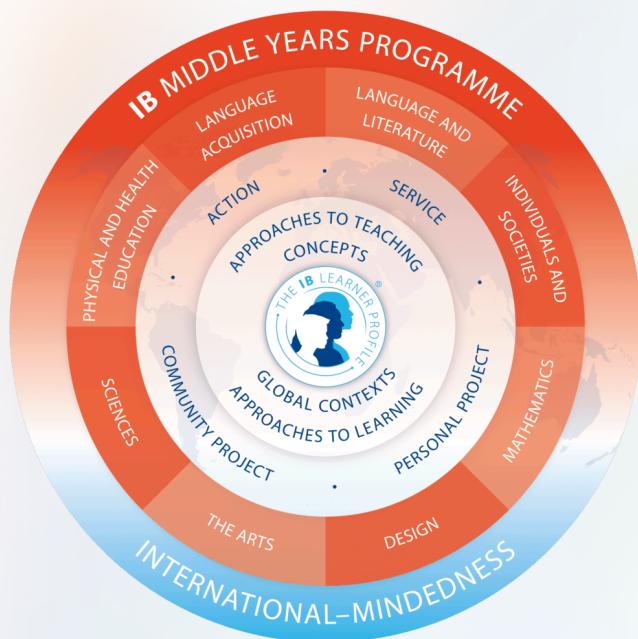 IB MIDDLE YEARS PROGRAMME
LANGUAGE
ACQUISITION
LANGUAGE AND
LITERATURE
INDIVIDUALS AND
SOCIETIES
MATHEMATICS
DESIGN
THE ARTS
SCIENCES
PHYSICAL AND HEALTH
EDUCATION
ACTION
SERVICE
PERSONAL PROJECT
COMMUNITY PROJECT
APPROACHES TO TEACHING
CONCEPTS
THE IB LEARNER PROFILE
®
GLOBAL CONTEXTS
APPROACHES TO LEARNING
INTERNATIONAL–MINDEDNESS